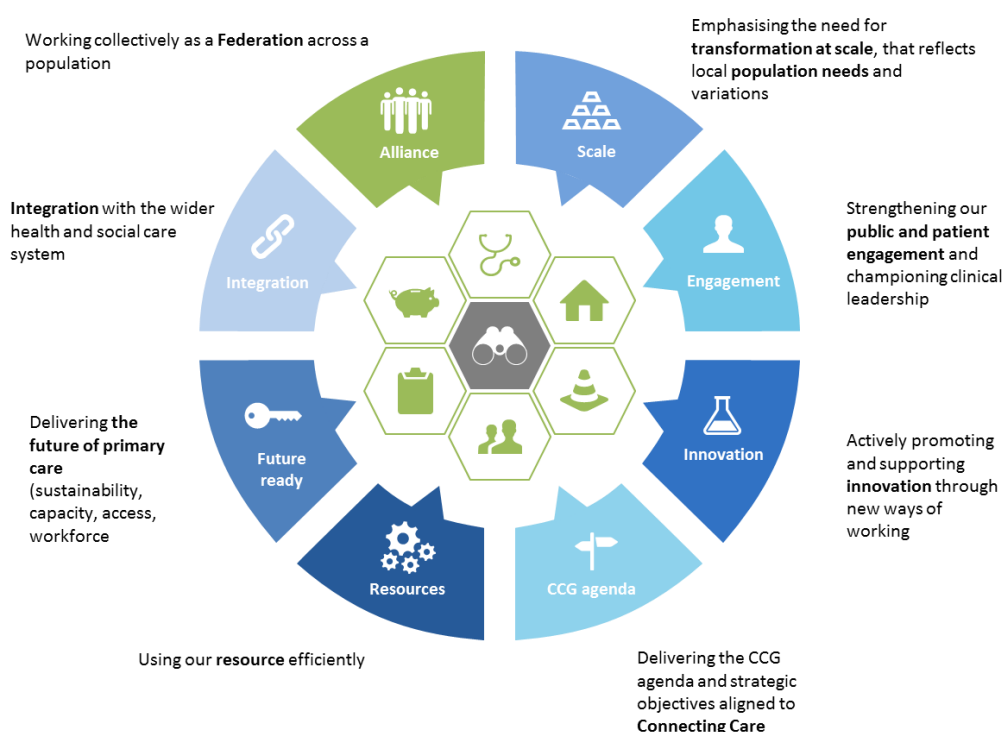 Working collectively as a Federation across a
population
Emphasising the need for
transformation at scale, that reflects
local population needs and
variations
Alliance
Scale
Integration with the wider
health and social care
system
Integration
Engagement
Strengthening our
public and patient
engagement and
championing clinical
leadership
Delivering the
future of primary
care
(sustainability,
capacity, access,
workforce
Future
ready
Innovation
Actively promoting
and supporting
innovation through
new ways of
working
Resources
CCG agenda
Using our resource efficiently
Delivering the CCG
agenda and strategic
objectives aligned to
Connecting Care